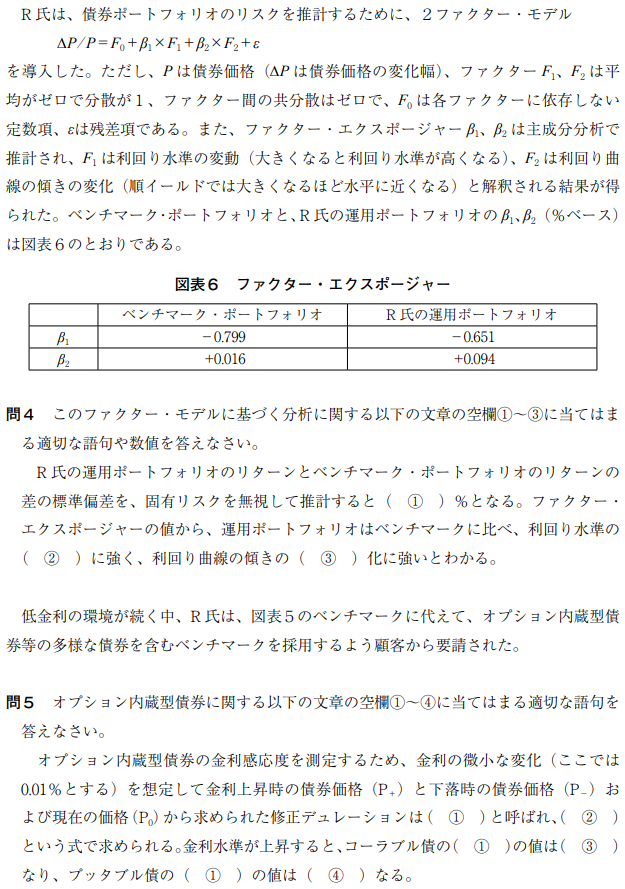 R氏は、債券ポートフォリオのリスクを推計するために、2ファクター・モデル
ΔP/P＝F₀＋β₁×F₁＋β₂×F₂＋ε
を導入した。ただし、Pは債券価格（ΔPは債券価格の変化幅）、ファクターF₁、F₂は平
均がゼロで分散が1、ファクター間の共分散はゼロで、F₀は各ファクターに依存しない
定数項、εは残差項である。また、ファクター・エクスポージャーβ₁、β₂は主成分分析で
推計され、F₁は利回り水準の変動（大きくなると利回り水準が高くなる）、F₂は利回り曲
線の傾きの変化（順イールドでは大きくなるほど水平に近くなる）と解釈される結果が得
られた。ベンチマーク・ポートフォリオと、R氏の運用ポートフォリオのβ₁、β₂（％ベース）
は図表6のとおりである。
図表6　ファクター・エクスポージャー
ベンチマーク・ポートフォリオ　R氏の運用ポートフォリオ
β₁　－0.799　－0.651
β₂　+0.016　+0.094
問4　このファクター・モデルに基づく分析に関する以下の文章の空欄①～③に当てはま
る適切な語句や数値を答えなさい。
R氏の運用ポートフォリオのリターンとベンチマーク・ポートフォリオのリターンの
差の標準偏差を、固有リスクを無視して推計すると（　①　）％となる。ファクター・
エクスポージャーの値から、運用ポートフォリオはベンチマークに比べ、利回り水準の
（　②　）に強く、利回り曲線の傾きの（　③　）化に強いとわかる。
低金利の環境が続く中、R氏は、図表5のベンチマークに代えて、オプション内蔵型債
券等の多様な債券を含むベンチマークを採用するよう顧客から要請された。
問5　オプション内蔵型債券に関する以下の文章の空欄①～④に当てはまる適切な語句を
答えなさい。
オプション内蔵型債券の金利感応度を測定するため、金利の微小な変化（ここでは
0.01％とする）を想定して金利上昇時の債券価格（P₊）と下落時の債券価格（P₋）お
よび現在の価格（P₀）から求められた修正デュレーションは（　①　）と呼ばれ、（　②　）
という式で求められる。金利水準が上昇すると、コーラブル債の（　①　）の値は（　③　）
なり、プッタブル債の（　①　）の値は（　④　）なる。